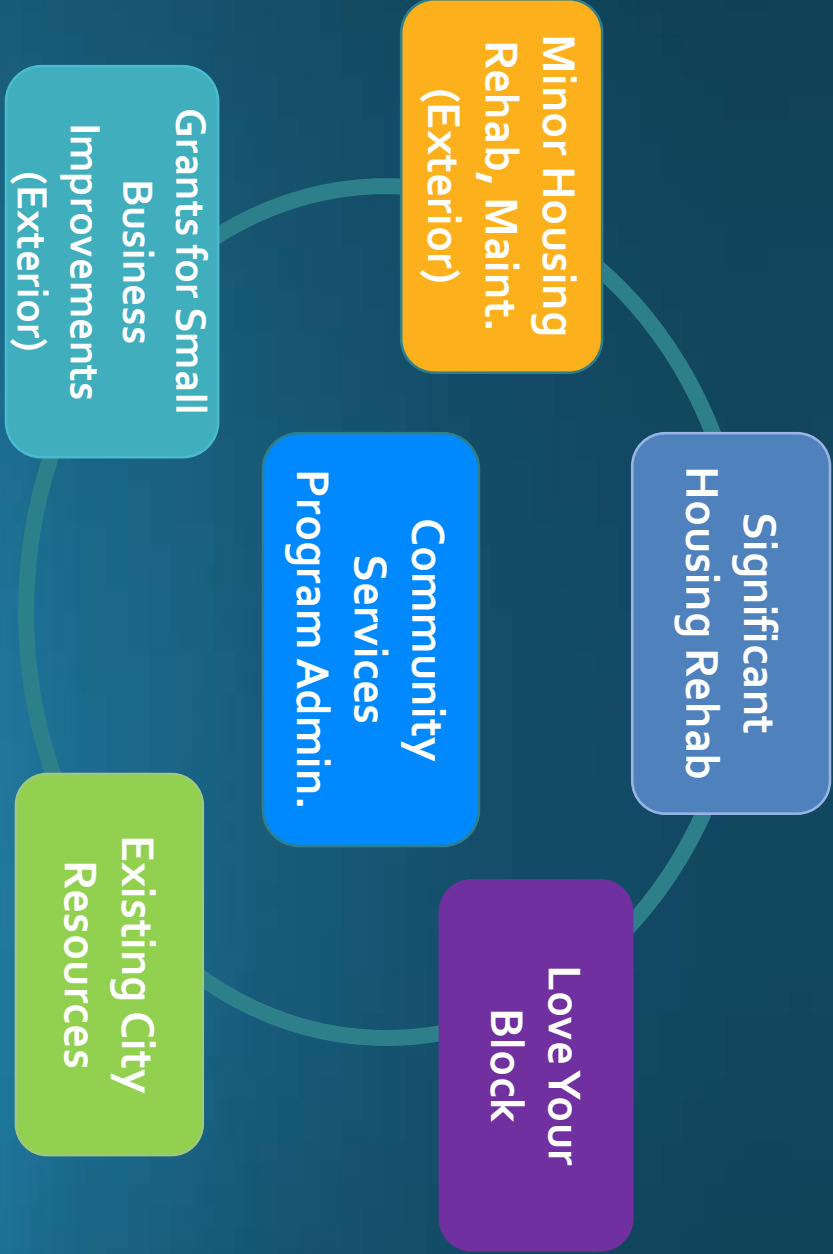 Significant
Housing Rehab
Minor Housing
Rehab, Maint.
(Exterior)
Love Your
Block
Community
Services
Program Admin.
Grants for Small
Business
Improvements
(Exterior)
Existing City
Resources